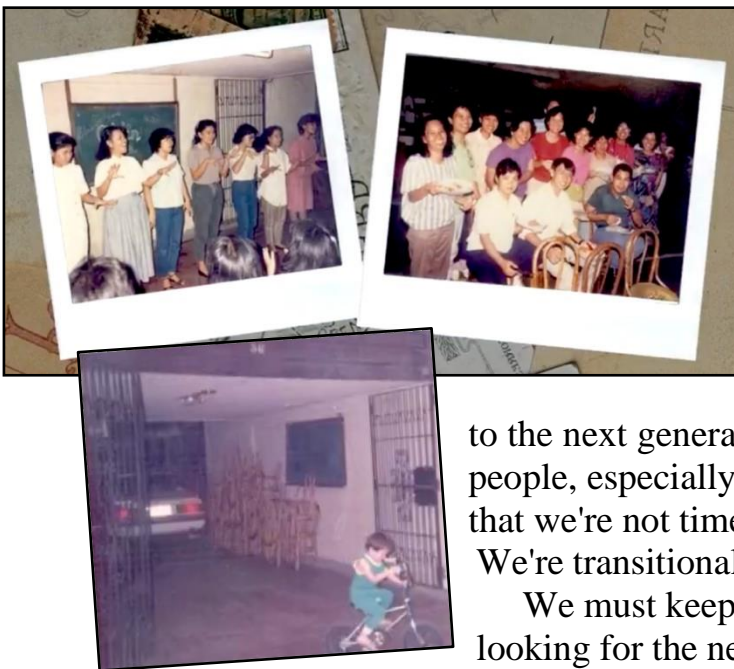 to the next genera
people, especially
that we're not time
We're transitional
We must keep
looking for the ne